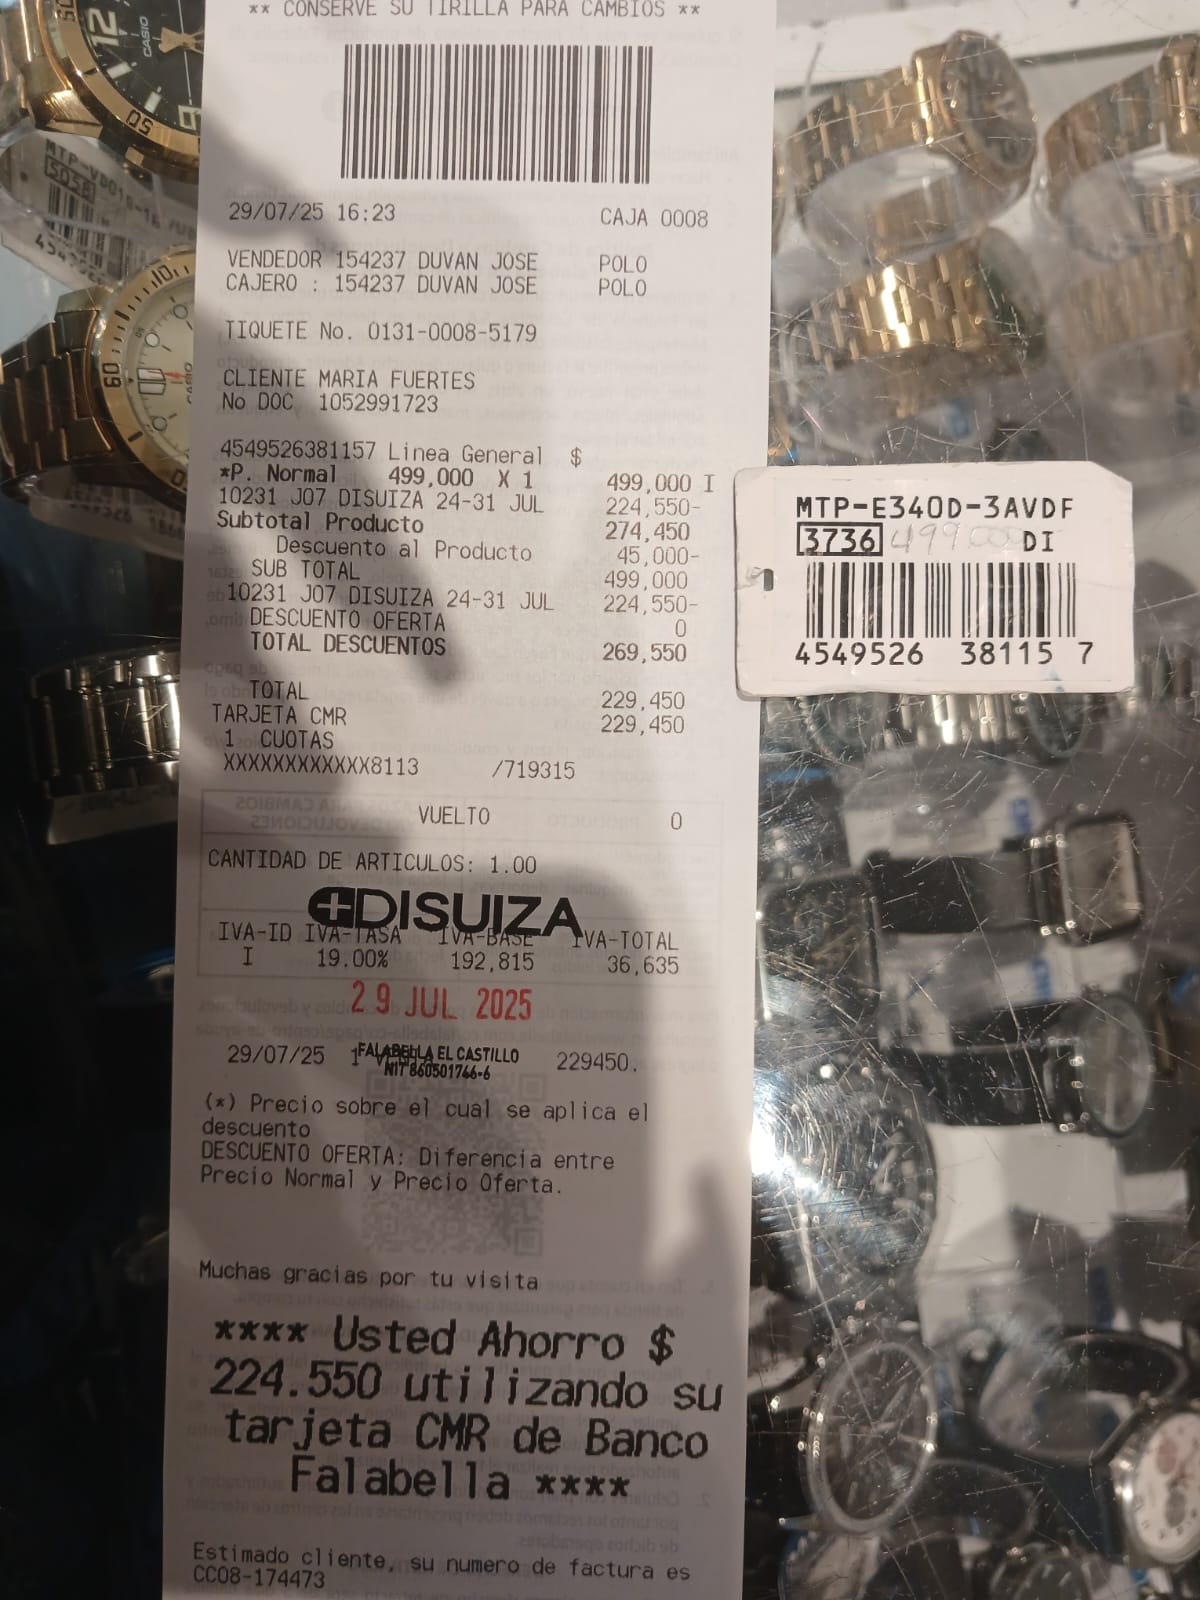 ** CONSERVE SU TIRILLA PARA CAMBIOS **
29/07/25 16:23 CAJA 0008
VENDEDOR 154237 DUVAN JOSE POLO
CAJERO : 154237 DUVAN JOSE POLO
TIQUETE No. 0131-0008-5179
CLIENTE MARIA FUERTES
No DOC 1052991723
4549526381157 Linea General $
*P. Normal 499,000 X 1 499,000 I
10231 J07 DISUIZA 24-31 JUL 224,550-
Subtotal Producto 274,450
Descuento al Producto 45,000-
SUB TOTAL 499,000
10231 J07 DISUIZA 24-31 JUL 224,550-
DESCUENTO OFERTA 0
TOTAL DESCUENTOS 269,550
TOTAL 229,450
TARJETA CMR 229,450
1 CUOTAS
XXXXXXXXXXXX8113 /719315
VUELTO 0
CANTIDAD DE ARTICULOS: 1.00
DISUIZA
IVA-ID IVA-TASA IVA-BASE IVA-TOTAL
I 19.00% 192,815 36,635
29 JUL 2025
FALABELLA EL CASTILLO
NIT 860501746-6
29/07/25 1 229450.
(*) Precio sobre el cual se aplica el
descuento
DESCUENTO OFERTA: Diferencia entre
Precio Normal y Precio Oferta.
Muchas gracias por tu visita
**** Usted Ahorro $
224.550 utilizando su
tarjeta CMR de Banco
Falabella ****
Estimado cliente, su numero de factura es
CC08-174473
MTP-E340D-3AVDF
3736 499.000 DI
4549526 38115 7
12
CASIO
50
5058
10
60
CASIO